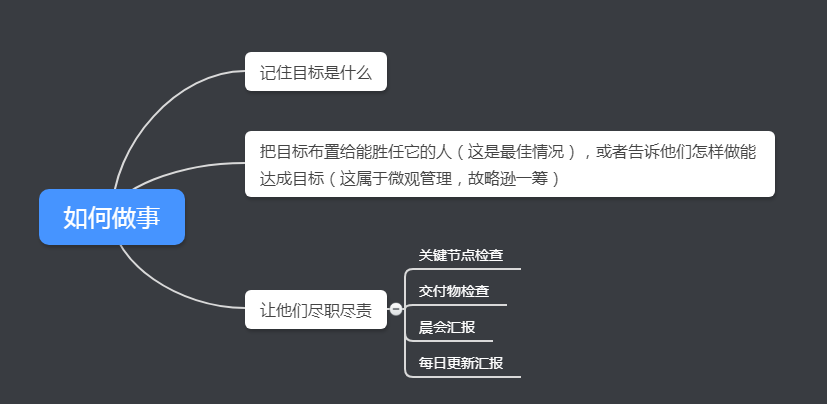 如何做事
记住目标是什么
把目标布置给能胜任它的人（这是最佳情况），或者告诉他们怎样做能
达成目标（这属于微观管理，故略逊一筹）
让他们尽职尽责
关键节点检查
交付物检查
晨会汇报
每日更新汇报